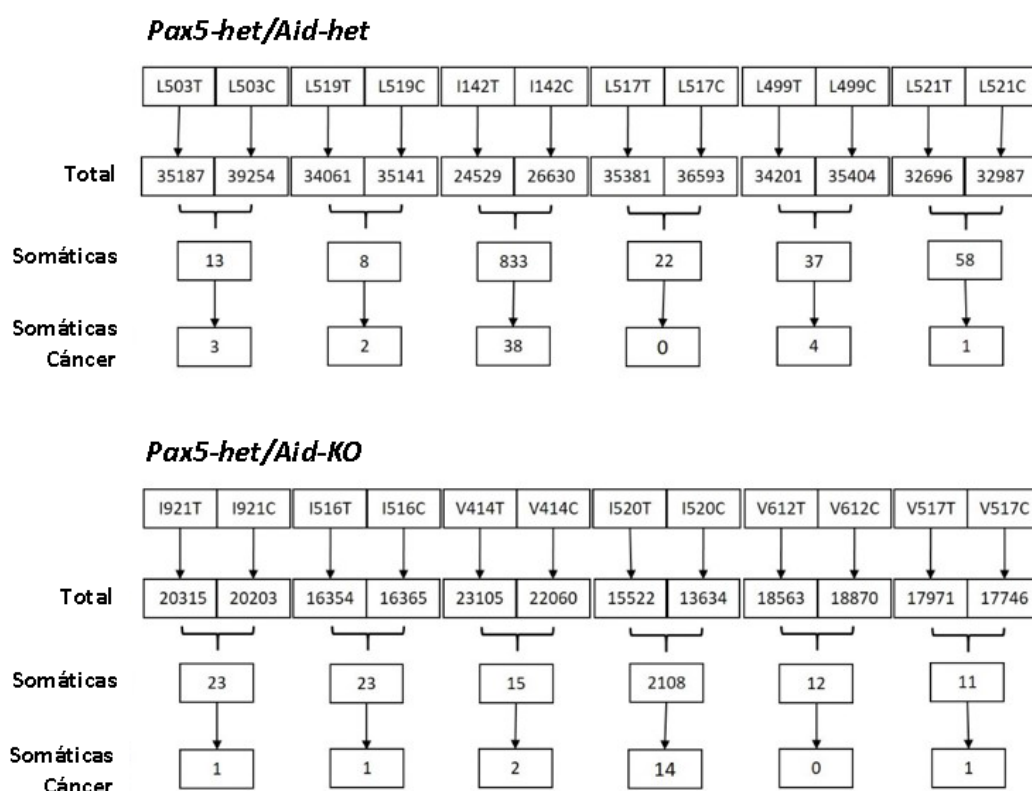 Pax5-het/Aid-het
L503T L503C L519T L519C I142T I142C L517T L517C L499T L499C L521T L521C
Total 35187 39254 34061 35141 24529 26630 35381 36593 34201 35404 32696 32987
Somáticas 13 8 833 22 37 58
Somáticas
Cáncer 3 2 38 0 4 1
Pax5-het/Aid-KO
I921T I921C I516T I516C V414T V414C I520T I520C V612T V612C V517T V517C
Total 20315 20203 16354 16365 23105 22060 15522 13634 18563 18870 17971 17746
Somáticas 23 23 15 2108 12 11
Somáticas
Cáncer 1 1 2 14 0 1